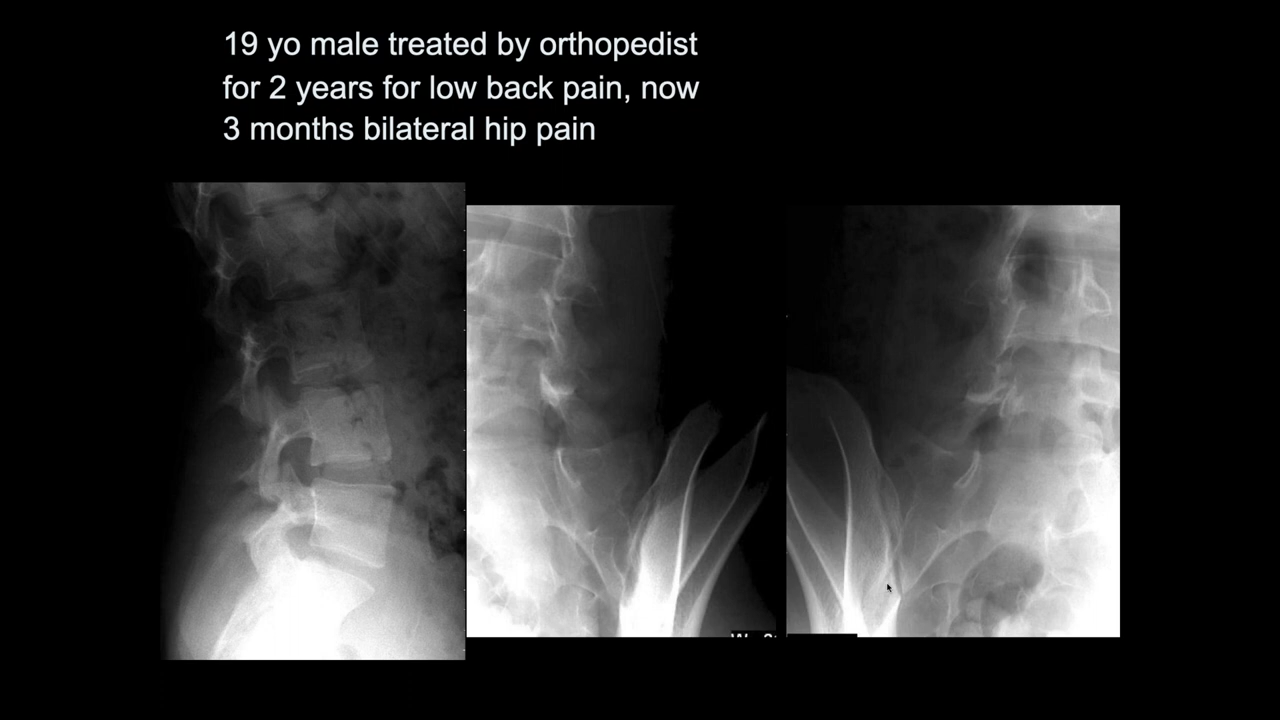 19 yo male treated by orthopedist
for 2 years for low back pain, now
3 months bilateral hip pain